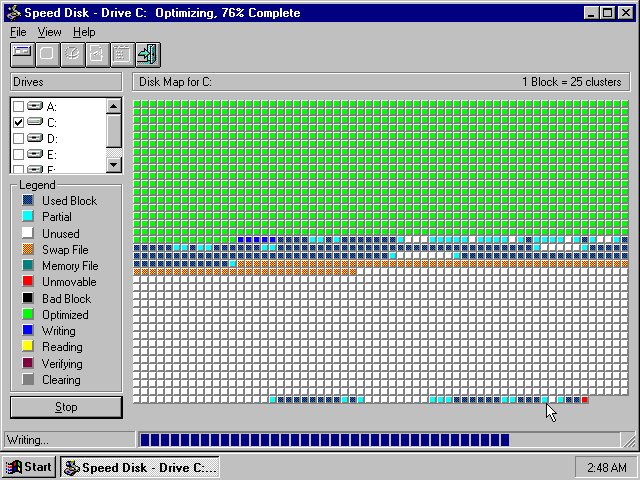 Speed Disk - Drive C:  Optimizing, 76% Complete
File View Help
Drives
Disk Map for C:
1 Block = 25 clusters
A:
C:
D:
E:
Legend
Used Block
Partial
Unused
Swap File
Memory File
Unmovable
Bad Block
Optimized
Writing
Reading
Verifying
Clearing
Stop
Writing...
Start
Speed Disk - Drive C:...
2:48 AM